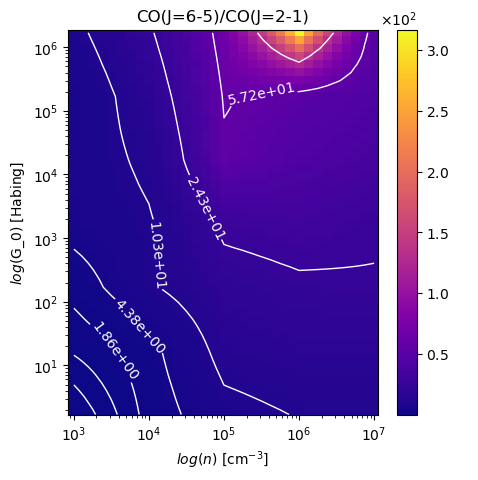 CO(J=6-5)/CO(J=2-1)
×10²
10⁶
10⁵
10⁴
10³
10²
10¹
log(G_0) [Habing]
5.72e+01
2.43e+01
1.03e+01
4.38e+00
1.86e+00
3.0
2.5
2.0
1.5
1.0
0.5
10³ 10⁴ 10⁵ 10⁶ 10⁷
log(n) [cm⁻³]